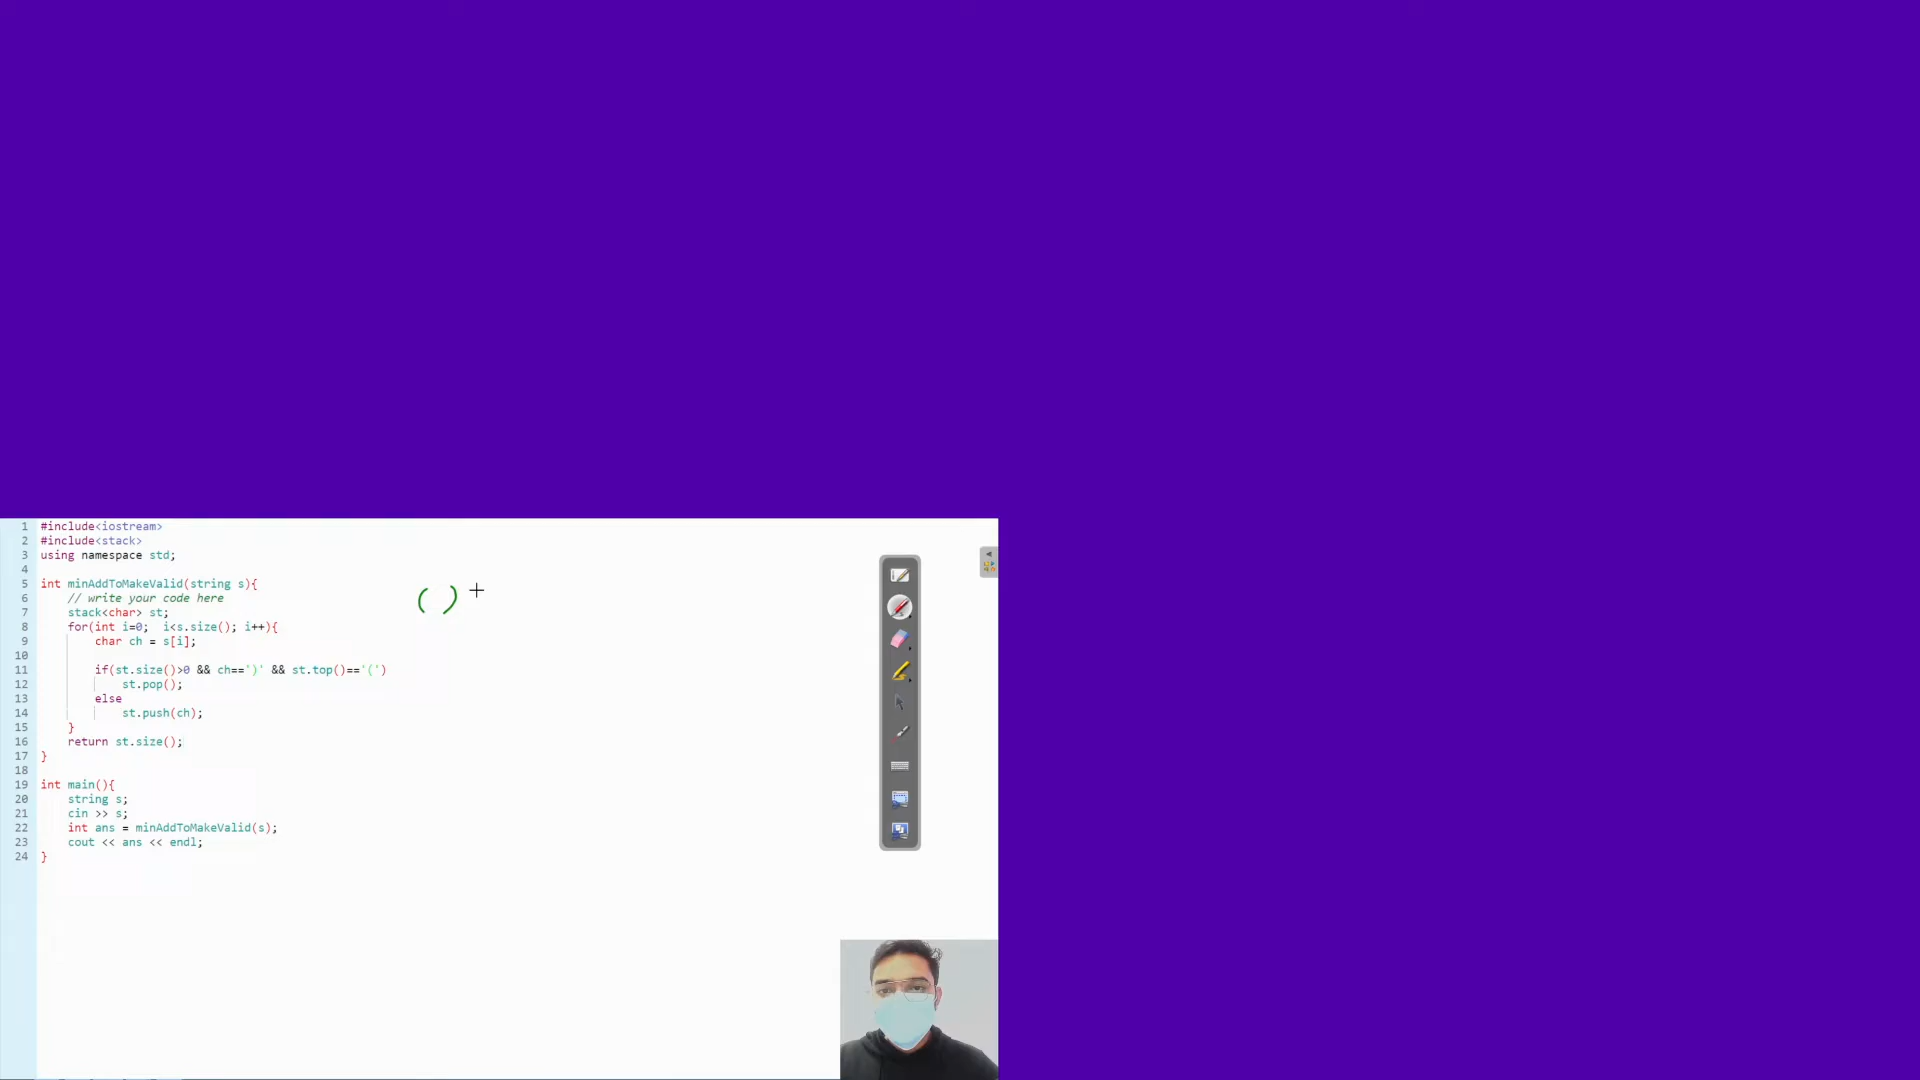 1 #include<iostream>
2 #include<stack>
3 using namespace std;
4
5 int minAddToMakeValid(string s){
6 // write your code here
7 stack<char> st;
8 for(int i=0; i<s.size(); i++){
9 char ch = s[i];
10
11 if(st.size()>0 && ch==')' && st.top()=='(')
12 st.pop();
13 else
14 st.push(ch);
15 }
16 return st.size();
17 }
18
19 int main(){
20 string s;
21 cin >> s;
22 int ans = minAddToMakeValid(s);
23 cout << ans << endl;
24 }
( )